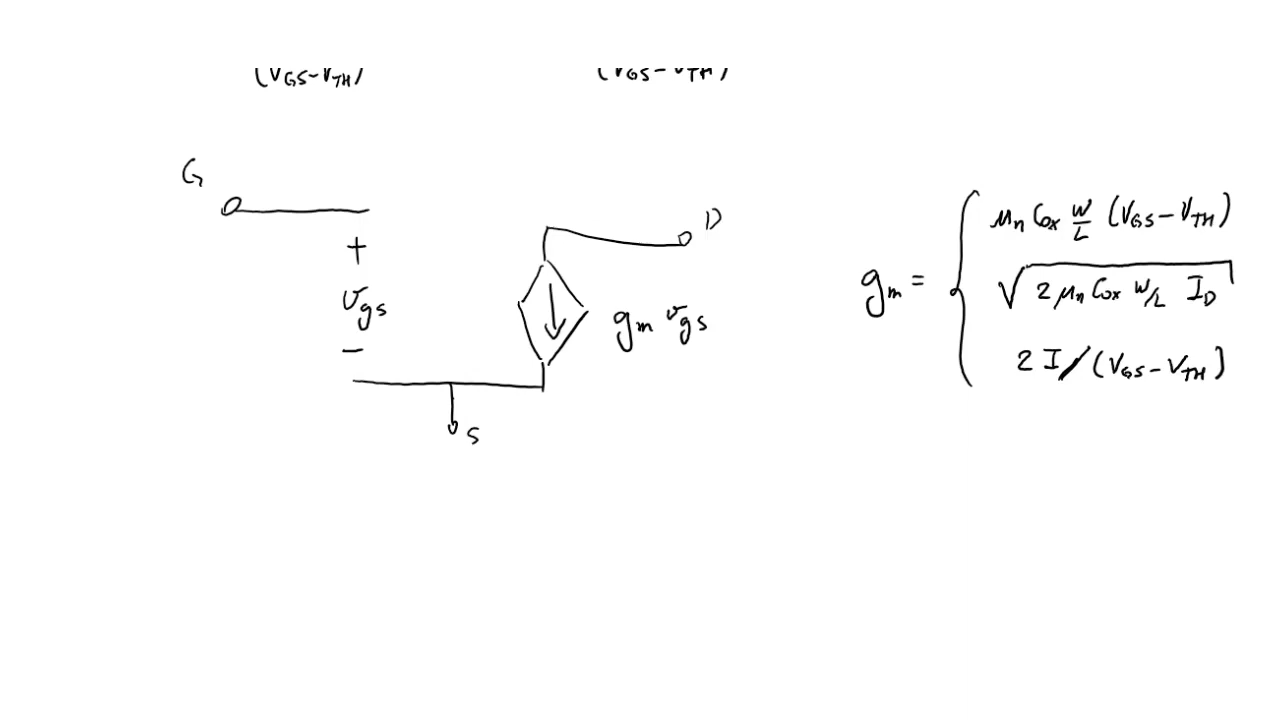 (VGS-VTH) (VGS-VTH)
G
D
+
vgs
-
gm vgs
S
gm = { μn Cox W/L (VGS-VTH)
√2 μn Cox W/L ID
2 I/(VGS-VTH)